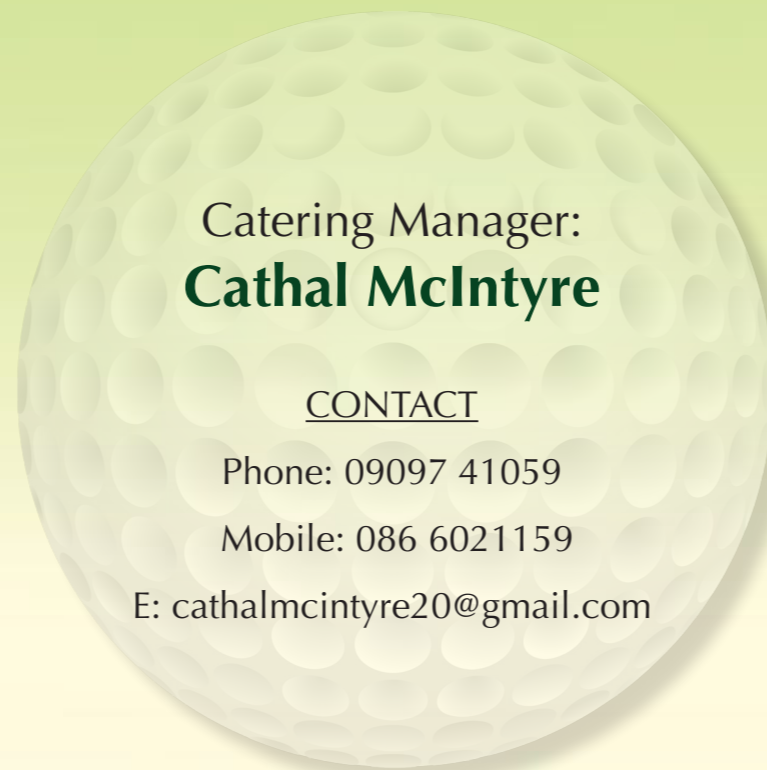 Catering Manager:
Cathal McIntyre
CONTACT
Phone: 09097 41059
Mobile: 086 6021159
E: cathalmcintyre20@gmail.com